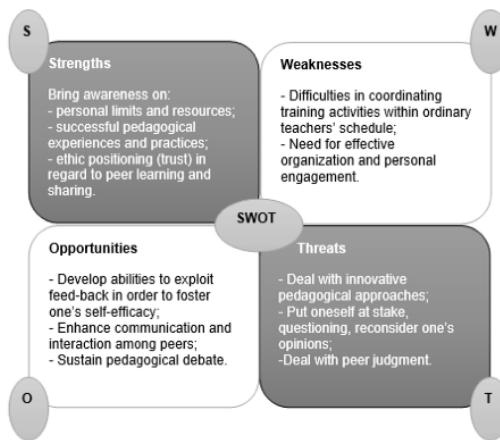 S
Strengths
Bring awareness on:
- personal limits and resources;
- successful pedagogical
experiences and practices;
- ethic positioning (trust) in
regard to peer learning and
sharing.
W
Weaknesses
- Difficulties in coordinating
training activities within ordinary
teachers' schedule;
- Need for effective
organization and personal
engagement.
SWOT
Opportunities
- Develop abilities to exploit
feed-back in order to foster
one's self-efficacy;
- Enhance communication and
interaction among peers;
- Sustain pedagogical debate.
O
Threats
- Deal with innovative
pedagogical approaches;
- Put oneself at stake,
questioning, reconsider one's
opinions;
-Deal with peer judgment.
T